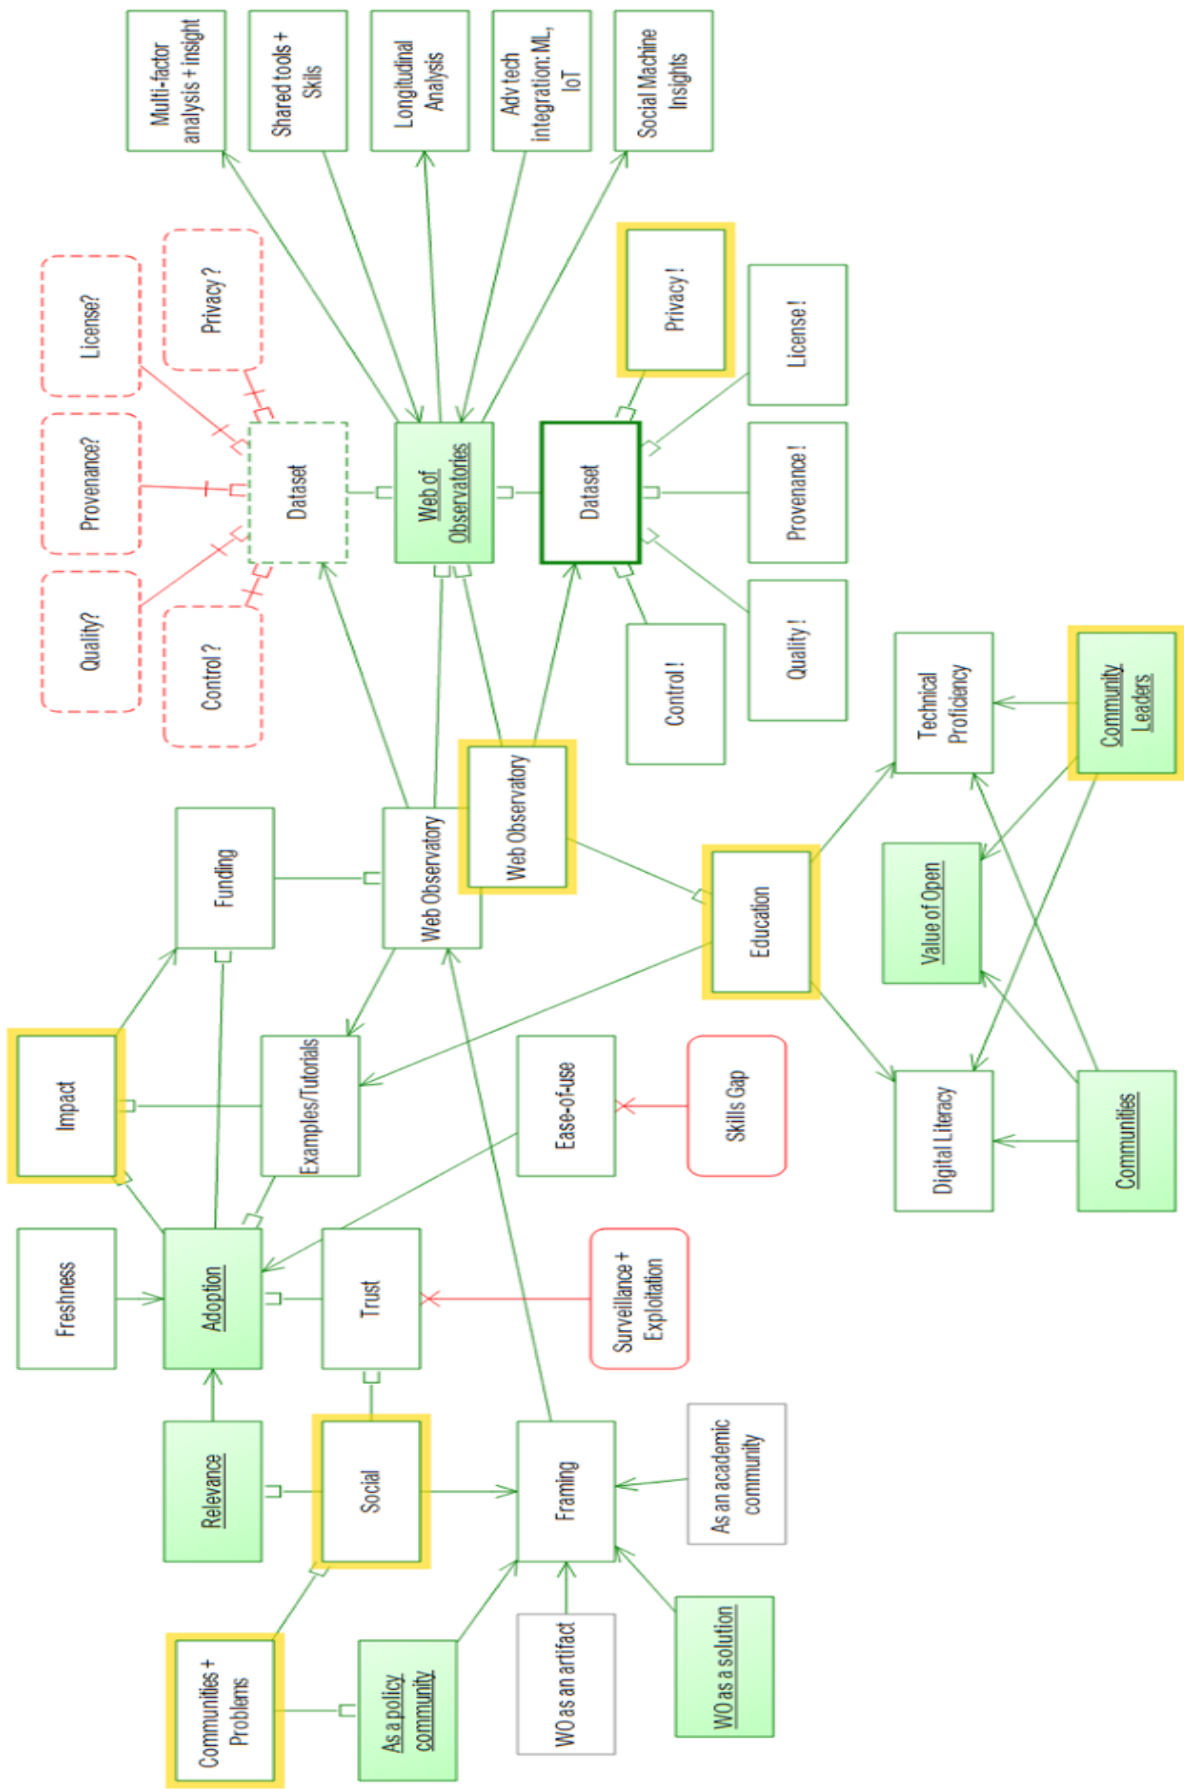 Communities +
Problems
As a policy
community
WO as an artifact
WO as a solution
Relevance
Social
Framing
As an academic
community
Freshness
Adoption
Trust
Surveillance +
Exploitation
Impact
Examples/Tutorials
Ease-of-use
Skills Gap
Digital Literacy
Communities
Funding
Web Observatory
Web Observatory
Education
Value of Open
Technical
Proficiency
Community
Leaders
Quality?
Provenance?
License?
Control ?
Privacy ?
Dataset
Web of
Observatories
Dataset
Control !
Privacy !
Quality !
Provenance !
License !
Multi-factor
analysis + insight
Shared tools +
Skils
Longitudinal
Analysis
Adv tech
integration: ML,
IoT
Social Machine
Insights